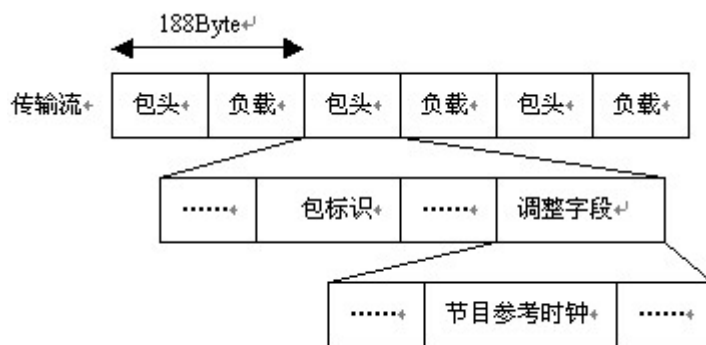 188Byte
传输流 包头 负载 包头 负载 包头 负载
...... 包标识 ...... 调整字段
...... 节目参考时钟 ......